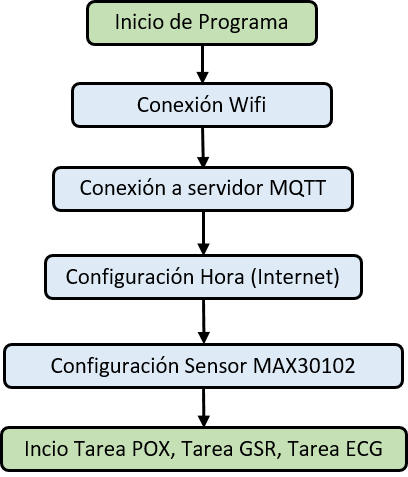 Inicio de Programa
Conexión Wifi
Conexión a servidor MQTT
Configuración Hora (Internet)
Configuración Sensor MAX30102
Incio Tarea POX, Tarea GSR, Tarea ECG